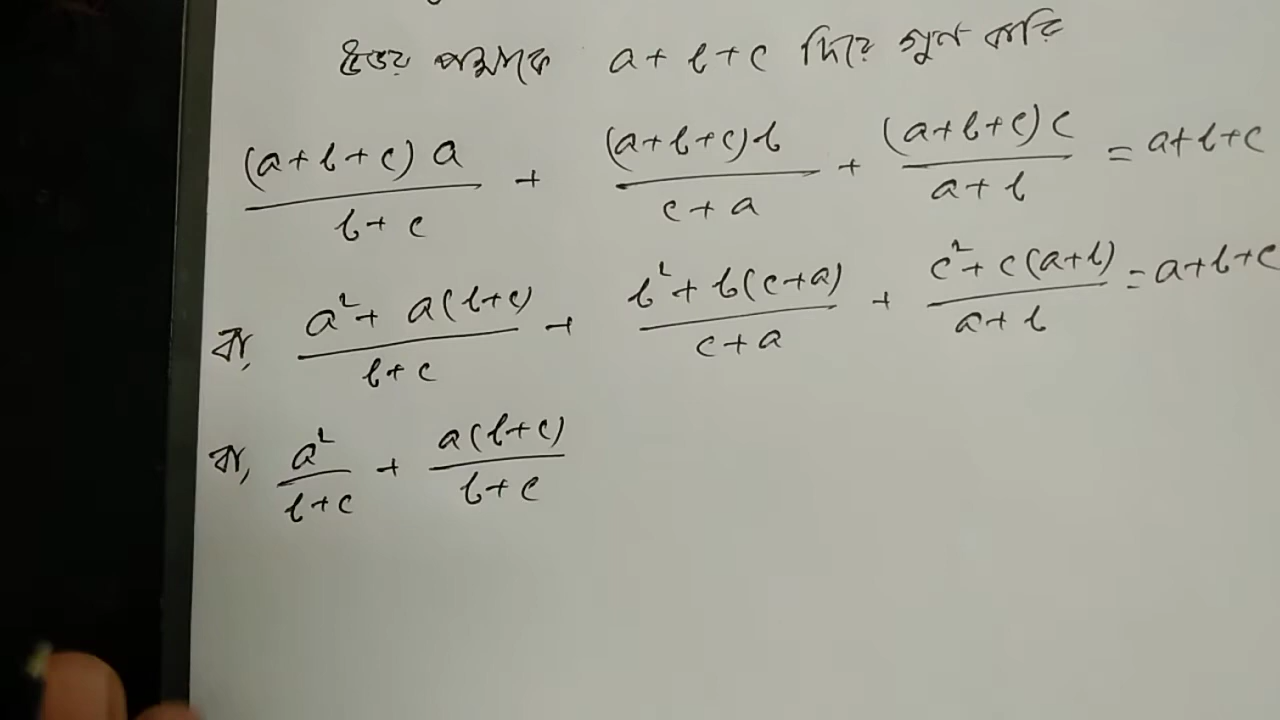 উভয় পক্ষকে a+b+c দিয়ে গুন করি
(a+b+c)a/b+c + (a+b+c)b/c+a + (a+b+c)c/a+b = a+b+c
বা, a²+a(b+c)/b+c + b²+b(c+a)/c+a + c²+c(a+b)/a+b = a+b+c
বা, a²/b+c + a(b+c)/b+c